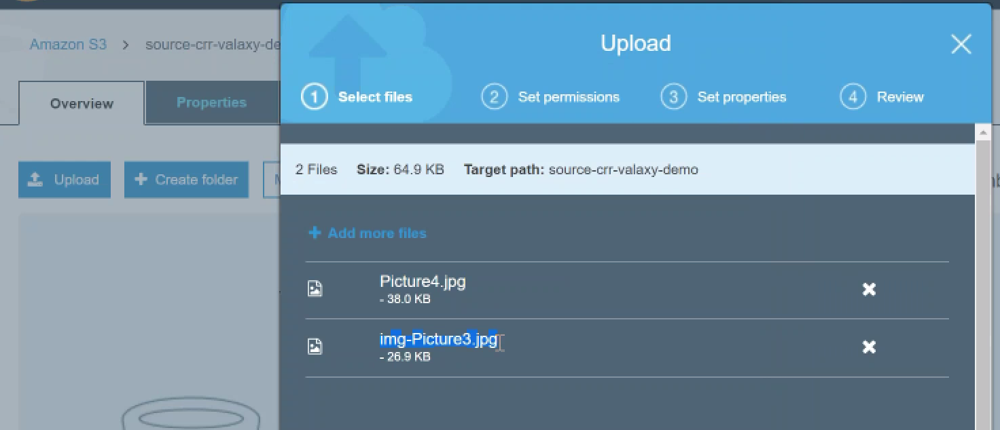 Amazon S3 > source-crr-valaxy-de
Overview
Properties
Upload
Create folder
Upload
1 Select files
2 Set permissions
3 Set properties
4 Review
2 Files Size: 64.9 KB Target path: source-crr-valaxy-demo
Add more files
Picture4.jpg
- 38.0 KB
img-Picture3.jpg
- 26.9 KB